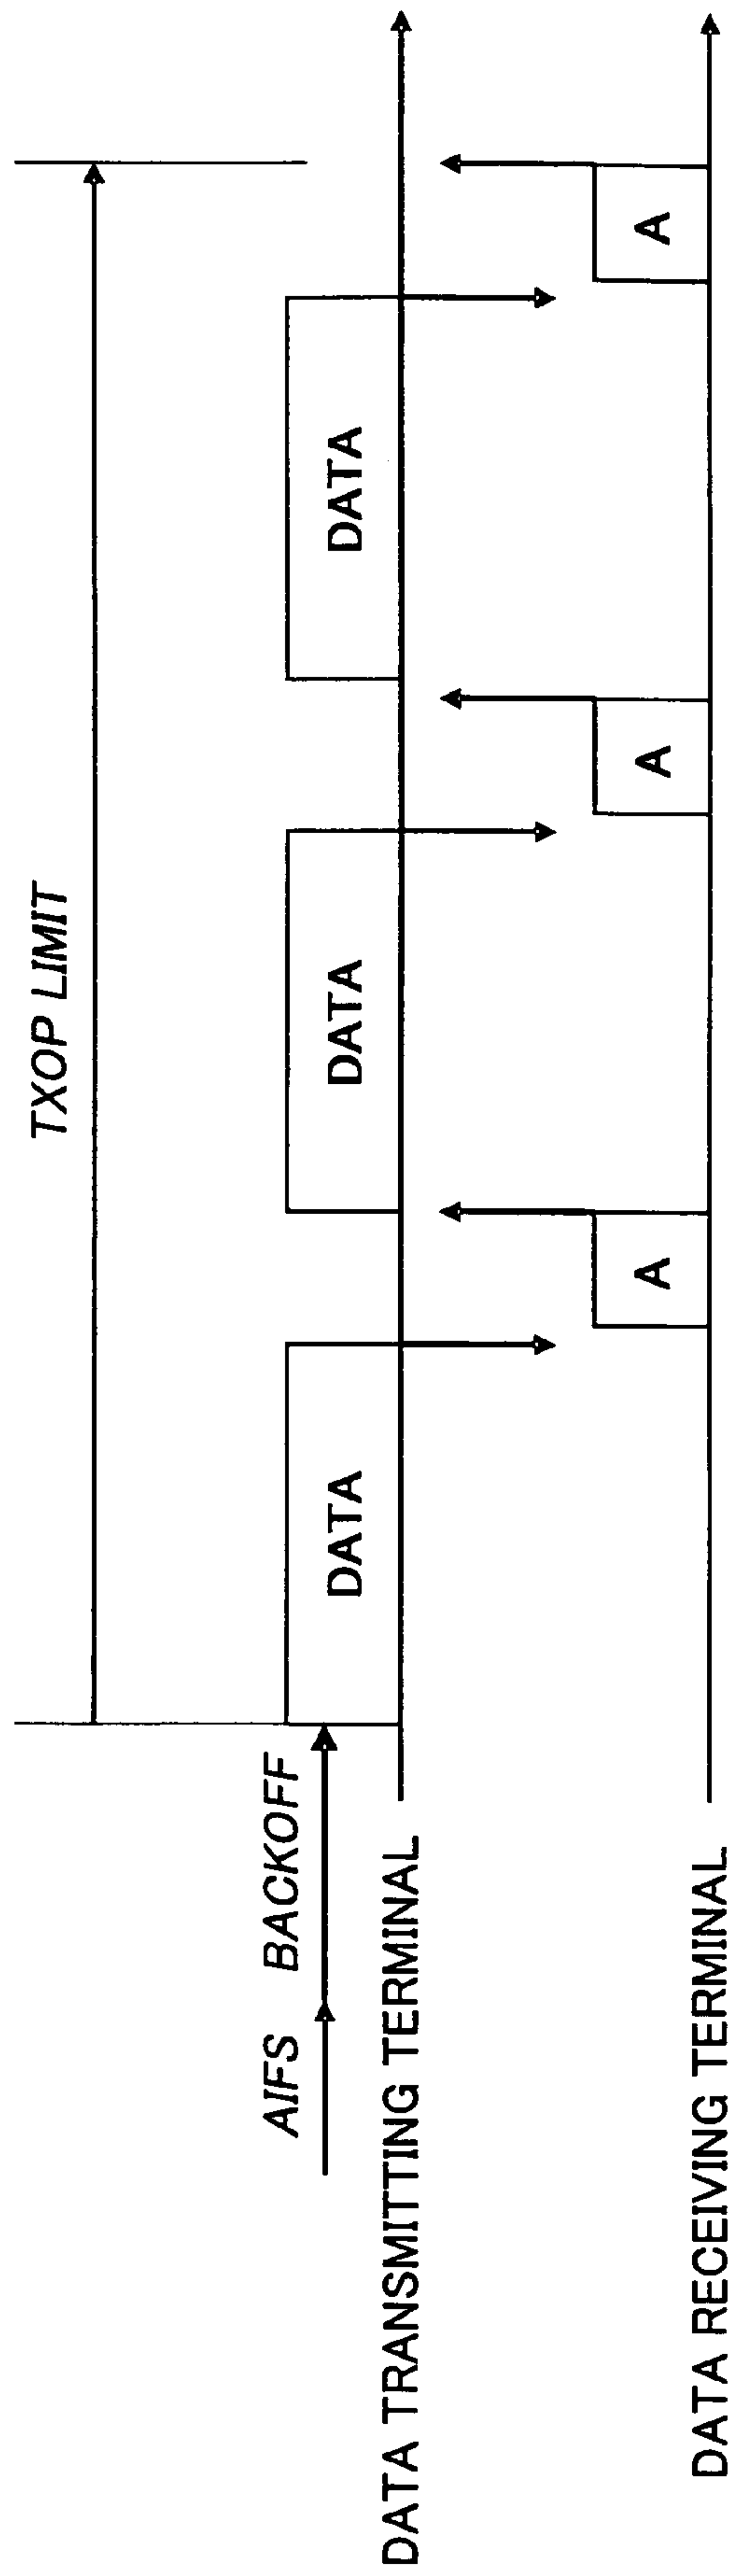 TXOP LIMIT
AIFS BACKOFF
DATA DATA DATA
DATA TRANSMITTING TERMINAL
A A A
DATA RECEIVING TERMINAL